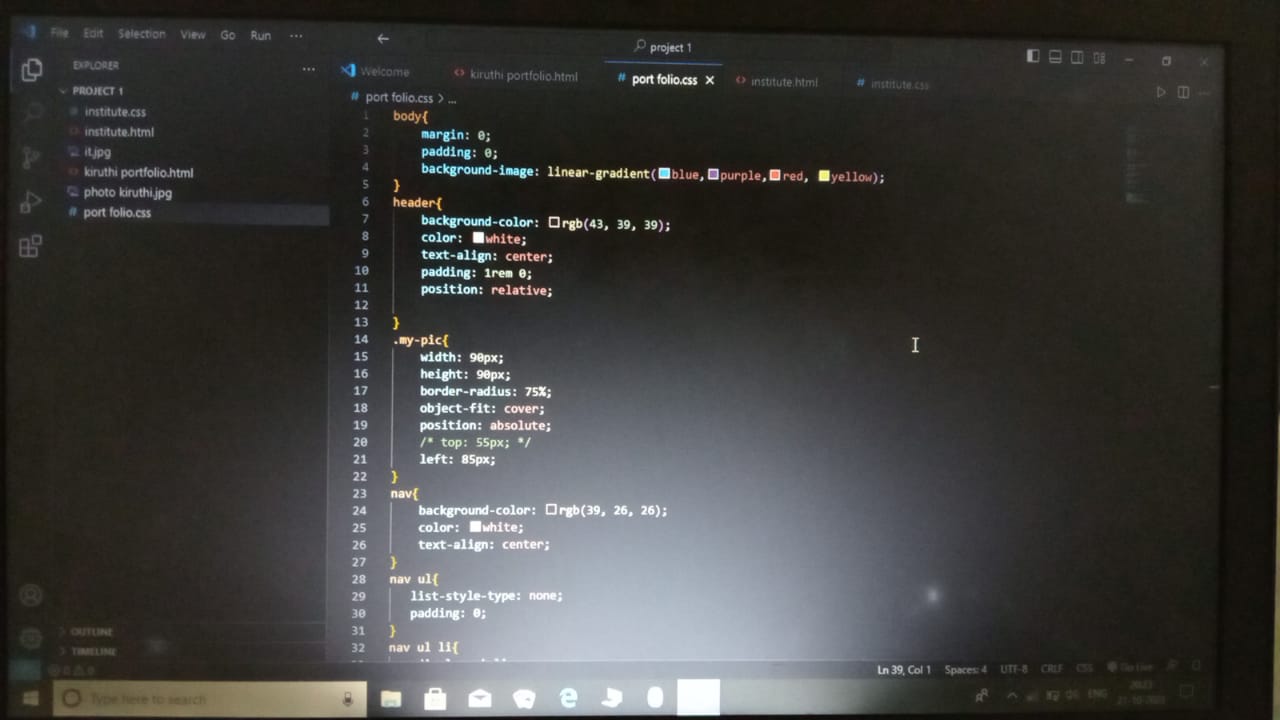 File Edit Selection View Go Run ...
project 1
EXPLORER ...
PROJECT 1
institute.css
institute.html
it.jpg
kiruthi portfolio.html
photo kiruthi.jpg
port folio.css
OUTLINE
TIMELINE
Welcome
kiruthi portfolio.html
port folio.css
institute.html
institute.css
# port folio.css > ...
1 body{
2 margin: 0;
3 padding: 0;
4 background-image: linear-gradient(blue,purple,red, yellow);
5 }
6 header{
7 background-color: rgb(43, 39, 39);
8 color: white;
9 text-align: center;
10 padding: 1rem 0;
11 position: relative;
12
13 }
14 .my-pic{
15 width: 90px;
16 height: 90px;
17 border-radius: 75%;
18 object-fit: cover;
19 position: absolute;
20 /* top: 55px; */
21 left: 85px;
22 }
23 nav{
24 background-color: rgb(39, 26, 26);
25 color: white;
26 text-align: center;
27 }
28 nav ul{
29 list-style-type: none;
30 padding: 0;
31 }
32 nav ul li{
Ln 39, Col 1 Spaces: 4 UTF-8 CRLF CSS Go Live
Type here to search
ENG